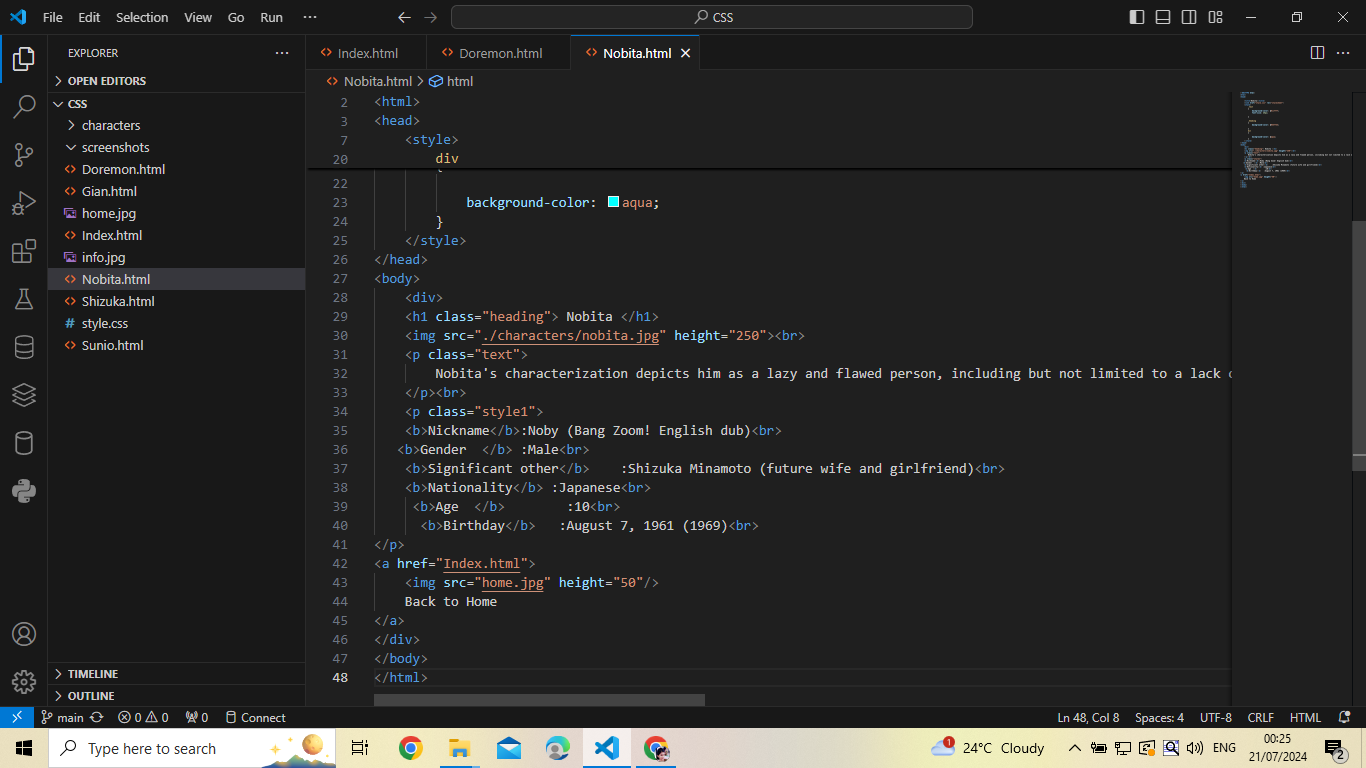 File Edit Selection View Go Run ···
CSS
EXPLORER
OPEN EDITORS
CSS
characters
screenshots
Doremon.html
Gian.html
home.jpg
Index.html
info.jpg
Nobita.html
Shizuka.html
# style.css
Sunio.html
TIMELINE
OUTLINE
Index.html Doremon.html Nobita.html
Nobita.html > html
2 <html>
3 <head>
7 <style>
20 div
{
22
23 background-color: aqua;
24 }
25 </style>
26 </head>
27 <body>
28 <div>
29 <h1 class="heading"> Nobita </h1>
30 <img src="./characters/nobita.jpg" height="250"><br>
31 <p class="text">
32 Nobita's characterization depicts him as a lazy and flawed person, including but not limited to a lack
33 </p><br>
34 <p class="style1">
35 <b>Nickname</b>:Noby (Bang Zoom! English dub)<br>
36 <b>Gender  </b> :Male<br>
37 <b>Significant other</b>    :Shizuka Minamoto (future wife and girlfriend)<br>
38 <b>Nationality</b> :Japanese<br>
39 <b>Age  </b>        :10<br>
40 <b>Birthday</b>   :August 7, 1961 (1969)<br>
41 </p>
42 <a href="Index.html">
43 <img src="home.jpg" height="50"/>
44 Back to Home
45 </a>
46 </div>
47 </body>
48 </html>
main 0 0 0 Connect Ln 48, Col 8 Spaces: 4 UTF-8 CRLF HTML
Type here to search 1 24°C Cloudy ENG 00:25
21/07/2024 2